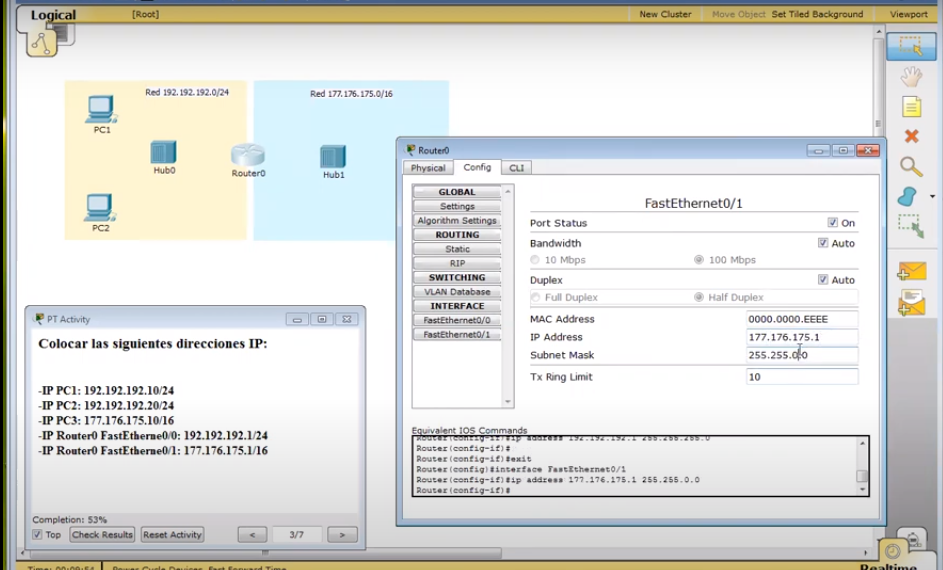 Logical [Root] New Cluster Move Object Set Tiled Background Viewport
Red 192.192.192.0/24 Red 177.176.175.0/16
PC1
Hub0 Router0 Hub1
PC2
Router0
Physical Config CLI
GLOBAL
Settings
Algorithm Settings
ROUTING
Static
RIP
SWITCHING
VLAN Database
INTERFACE
FastEthernet0/0
FastEthernet0/1
FastEthernet0/1
Port Status On
Bandwidth Auto
10 Mbps 100 Mbps
Duplex Auto
Full Duplex Half Duplex
MAC Address 0000.0000.EEEE
IP Address 177.176.175.1
Subnet Mask 255.255.0.0
Tx Ring Limit 10
Equivalent IOS Commands
Router(config-if)#ip address 192.192.192.1 255.255.255.0
Router(config-if)#
Router(config-if)#exit
Router(config)#interface FastEthernet0/1
Router(config-if)#ip address 177.176.175.1 255.255.0.0
Router(config-if)#
PT Activity
Colocar las siguientes direcciones IP:
-IP PC1: 192.192.192.10/24
-IP PC2: 192.192.192.20/24
-IP PC3: 177.176.175.10/16
-IP Router0 FastEtherne0/0: 192.192.192.1/24
-IP Router0 FastEtherne0/1: 177.176.175.1/16
Completion: 53%
Top Check Results Reset Activity < 3/7 >
Time: 00:09:54 Power Cycle Devices Fast Forward Time Realtime